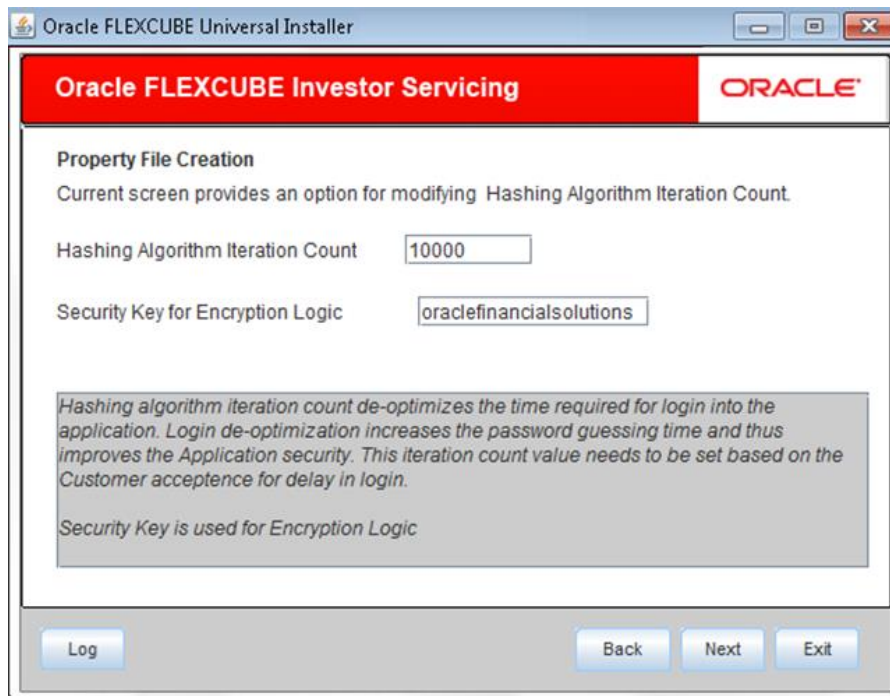 Oracle FLEXCUBE Universal Installer
Oracle FLEXCUBE Investor Servicing
ORACLE
Property File Creation
Current screen provides an option for modifying Hashing Algorithm Iteration Count.
Hashing Algorithm Iteration Count 10000
Security Key for Encryption Logic oraclefinancialsolutions
Hashing algorithm iteration count de-optimizes the time required for login into the
application. Login de-optimization increases the password guessing time and thus
improves the Application security. This iteration count value needs to be set based on the
Customer acceptence for delay in login.
Security Key is used for Encryption Logic
Log Back Next Exit